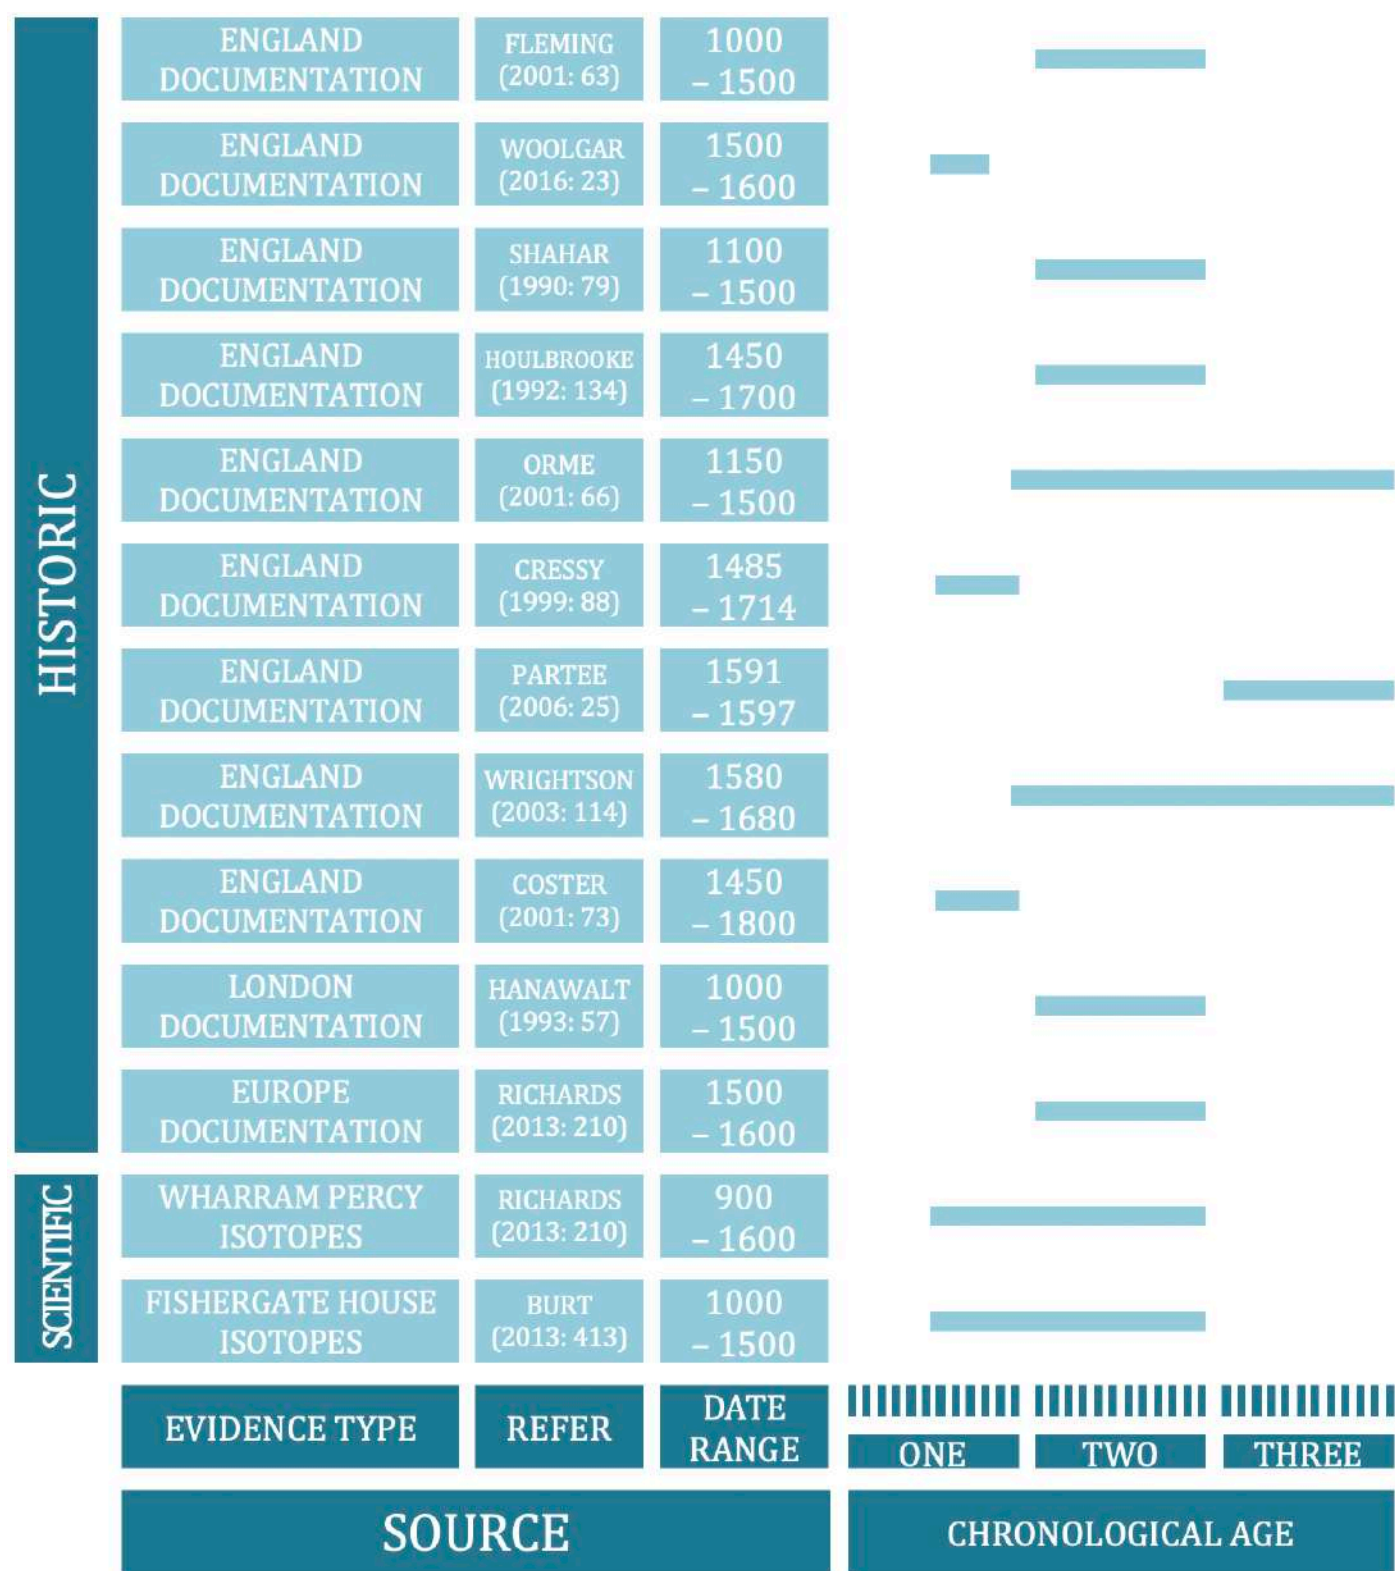 HISTORIC
ENGLAND
DOCUMENTATION
FLEMING
(2001: 63)
1000
– 1500
ENGLAND
DOCUMENTATION
WOOLGAR
(2016: 23)
1500
– 1600
ENGLAND
DOCUMENTATION
SHAHAR
(1990: 79)
1100
– 1500
ENGLAND
DOCUMENTATION
HOULBROOKE
(1992: 134)
1450
– 1700
ENGLAND
DOCUMENTATION
ORME
(2001: 66)
1150
– 1500
ENGLAND
DOCUMENTATION
CRESSY
(1999: 88)
1485
– 1714
ENGLAND
DOCUMENTATION
PARTEE
(2006: 25)
1591
– 1597
ENGLAND
DOCUMENTATION
WRIGHTSON
(2003: 114)
1580
– 1680
ENGLAND
DOCUMENTATION
COSTER
(2001: 73)
1450
– 1800
LONDON
DOCUMENTATION
HANAWALT
(1993: 57)
1000
– 1500
EUROPE
DOCUMENTATION
RICHARDS
(2013: 210)
1500
– 1600
SCIENTIFIC
WHARRAM PERCY
ISOTOPES
RICHARDS
(2013: 210)
900
– 1600
FISHERGATE HOUSE
ISOTOPES
BURT
(2013: 413)
1000
– 1500
EVIDENCE TYPE
REFER
DATE
RANGE
ONE
TWO
THREE
SOURCE
CHRONOLOGICAL AGE